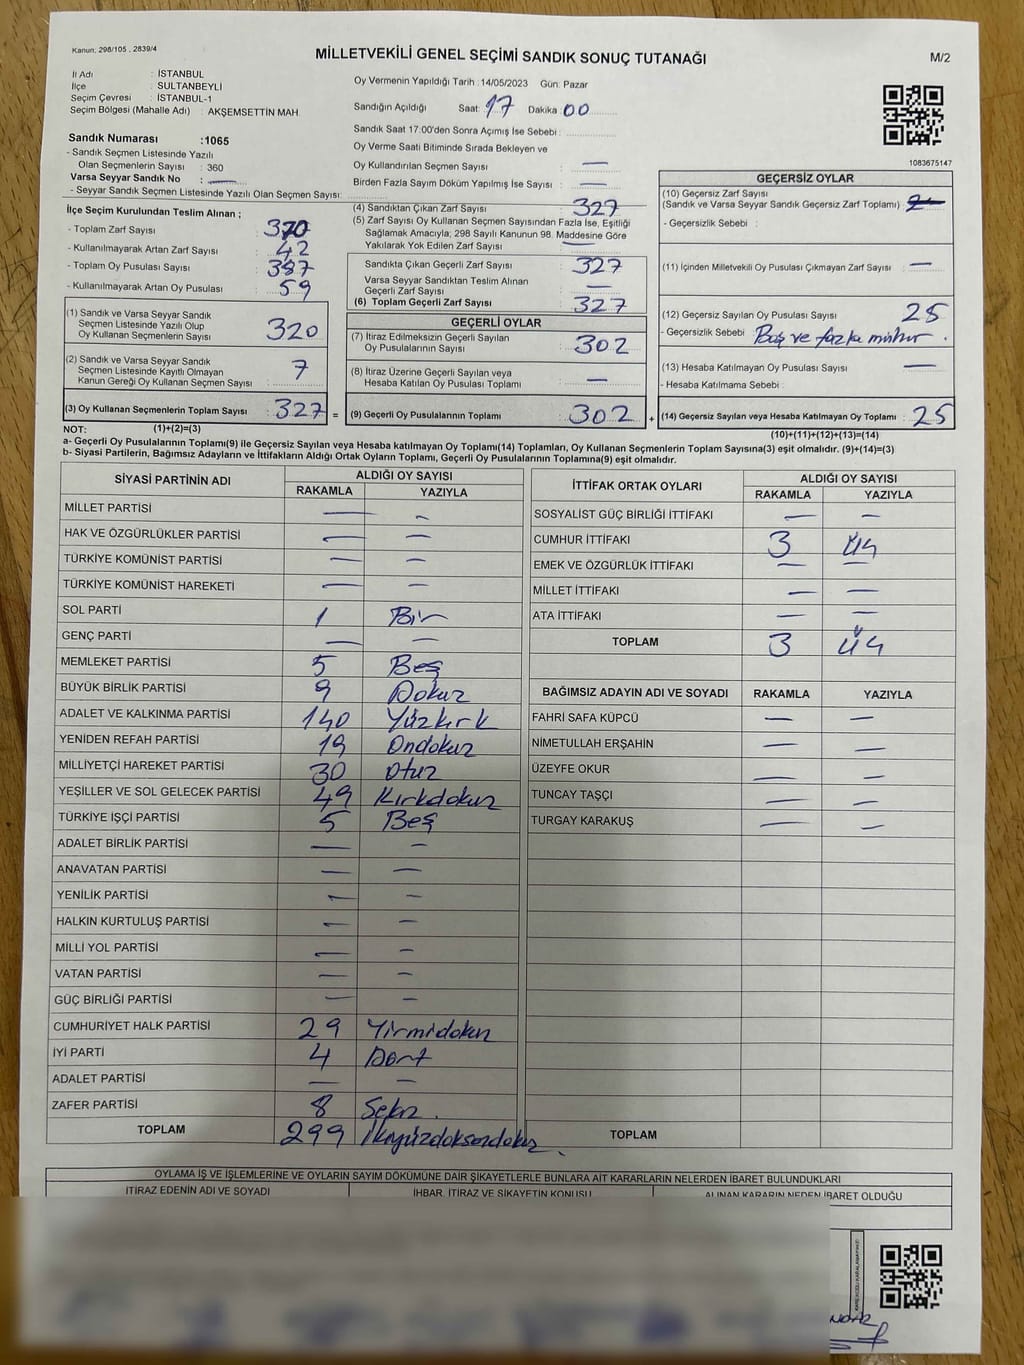 Kanun: 298/105 , 2839/4
MİLLETVEKİLİ GENEL SEÇİMİ SANDIK SONUÇ TUTANAĞI
M/2
İl Adı : İSTANBUL
İlçe : SULTANBEYLİ
Seçim Çevresi : İSTANBUL-1
Seçim Bölgesi (Mahalle Adı) : AKŞEMSETTİN MAH
Sandık Numarası :1065
- Sandık Seçmen Listesinde Yazılı
Olan Seçmenlerin Sayısı : 360
Varsa Seyyar Sandık No : —
- Seyyar Sandık Seçmen Listesinde Yazılı Olan Seçmen Sayısı:
Oy Vermenin Yapıldığı Tarih : 14/05/2023 Gün: Pazar
Sandığın Açıldığı Saat: 17 Dakika 00
Sandık Saat 17:00'den Sonra Açımış İse Sebebi :
Oy Verme Saati Bitiminde Sırada Bekleyen ve
Oy Kullandırılan Seçmen Sayısı : —
Birden Fazla Sayım Döküm Yapılmış İse Sayısı : —
1083675147
İlçe Seçim Kurulundan Teslim Alınan ;
- Toplam Zarf Sayısı : 370
- Kullanılmayarak Artan Zarf Sayısı : 42
- Toplam Oy Pusulası Sayısı : 387
- Kullanılmayarak Artan Oy Pusulası : 59
(1) Sandık ve Varsa Seyyar Sandık
Seçmen Listesinde Yazılı Olup
Oy Kullanan Seçmenlerin Sayısı : 320
(2) Sandık ve Varsa Seyyar Sandık
Seçmen Listesinde Kayıtlı Olmayan
Kanun Gereği Oy Kullanan Seçmen Sayısı : 7
(3) Oy Kullanan Seçmenlerin Toplam Sayısı : 327 =
(4) Sandıktan Çıkan Zarf Sayısı : 327
(5) Zarf Sayısı Oy Kullanan Seçmen Sayısından Fazla İse, Eşitliği
Sağlamak Amacıyla; 298 Sayılı Kanunun 98. Maddesine Göre
Yakılarak Yok Edilen Zarf Sayısı : —
Sandıkta Çıkan Geçerli Zarf Sayısı : 327
Varsa Seyyar Sandıktan Teslim Alınan
Geçerli Zarf Sayısı : —
(6) Toplam Geçerli Zarf Sayısı : 327
GEÇERLİ OYLAR
(7) İtiraz Edilmeksizin Geçerli Sayılan
Oy Pusulalarının Sayısı : 302
(8) İtiraz Üzerine Geçerli Sayılan veya
Hesaba Katılan Oy Pusulası Toplamı : —
(9) Geçerli Oy Pusulalarının Toplamı : 302 +
GEÇERSİZ OYLAR
(10) Geçersiz Zarf Sayısı
(Sandık ve Varsa Seyyar Sandık Geçersiz Zarf Toplamı)
- Geçersizlik Sebebi :
(11) İçinden Milletvekili Oy Pusulası Çıkmayan Zarf Sayısı : —
(12) Geçersiz Sayılan Oy Pusulası Sayısı : 25
- Geçersizlik Sebebi : Boş ve fazla mühür .
(13) Hesaba Katılmayan Oy Pusulası Sayısı : —
- Hesaba Katılmama Sebebi :
(14) Geçersiz Sayılan veya Hesaba Katılmayan Oy Toplamı : 25
NOT: (1)+(2)=(3)
(10)+(11)+(12)+(13)=(14)
a- Geçerli Oy Pusulalarının Toplamı(9) ile Geçersiz Sayılan veya Hesaba katılmayan Oy Toplamı(14) Toplamları, Oy Kullanan Seçmenlerin Toplam Sayısına(3) eşit olmalıdır. (9)+(14)=(3)
b- Siyasi Partilerin, Bağımsız Adayların ve İttifakların Aldığı Ortak Oyların Toplamı, Geçerli Oy Pusulalarının Toplamına(9) eşit olmalıdır.
SİYASİ PARTİNİN ADI
ALDIĞI OY SAYISI
RAKAMLA YAZIYLA
MİLLET PARTİSİ — —
HAK VE ÖZGÜRLÜKLER PARTİSİ — —
TÜRKİYE KOMÜNİST PARTİSİ — —
TÜRKİYE KOMÜNİST HAREKETİ — —
SOL PARTİ 1 Bir
GENÇ PARTİ — —
MEMLEKET PARTİSİ 5 Beş
BÜYÜK BİRLİK PARTİSİ 9 Dokuz
ADALET VE KALKINMA PARTİSİ 140 Yüzkırk
YENİDEN REFAH PARTİSİ 19 Ondokuz
MİLLİYETÇİ HAREKET PARTİSİ 30 Otuz
YEŞİLLER VE SOL GELECEK PARTİSİ 49 Kırkdokuz
TÜRKİYE İŞÇİ PARTİSİ 5 Beş
ADALET BİRLİK PARTİSİ — —
ANAVATAN PARTİSİ — —
YENİLİK PARTİSİ — —
HALKIN KURTULUŞ PARTİSİ — —
MİLLİ YOL PARTİSİ — —
VATAN PARTİSİ — —
GÜÇ BİRLİĞİ PARTİSİ — —
CUMHURİYET HALK PARTİSİ 29 Yirmidokuz
İYİ PARTİ 4 Dört
ADALET PARTİSİ — —
ZAFER PARTİSİ 8 Sekiz .
TOPLAM 299 İkiyüzdoksandokuz
İTTİFAK ORTAK OYLARI
ALDIĞI OY SAYISI
RAKAMLA YAZIYLA
SOSYALİST GÜÇ BİRLİĞİ İTTİFAKI — —
CUMHUR İTTİFAKI 3 Üç
EMEK VE ÖZGÜRLÜK İTTİFAKI — —
MİLLET İTTİFAKI — —
ATA İTTİFAKI — —
TOPLAM 3 Üç
BAĞIMSIZ ADAYIN ADI VE SOYADI RAKAMLA YAZIYLA
FAHRİ SAFA KÜPCÜ — —
NİMETULLAH ERŞAHİN — —
ÜZEYFE OKUR — —
TUNCAY TAŞÇI — —
TURGAY KARAKUŞ — —
TOPLAM
OYLAMA İŞ VE İŞLEMLERİNE VE OYLARIN SAYIM DÖKÜMÜNE DAİR ŞİKAYETLERLE BUNLARA AİT KARARLARIN NELERDEN İBARET BULUNDUKLARI
İTİRAZ EDENİN ADI VE SOYADI İHBAR, İTİRAZ VE ŞİKAYETİN KONUSU ALINAN KARARIN NEDEN İBARET OLDUĞU